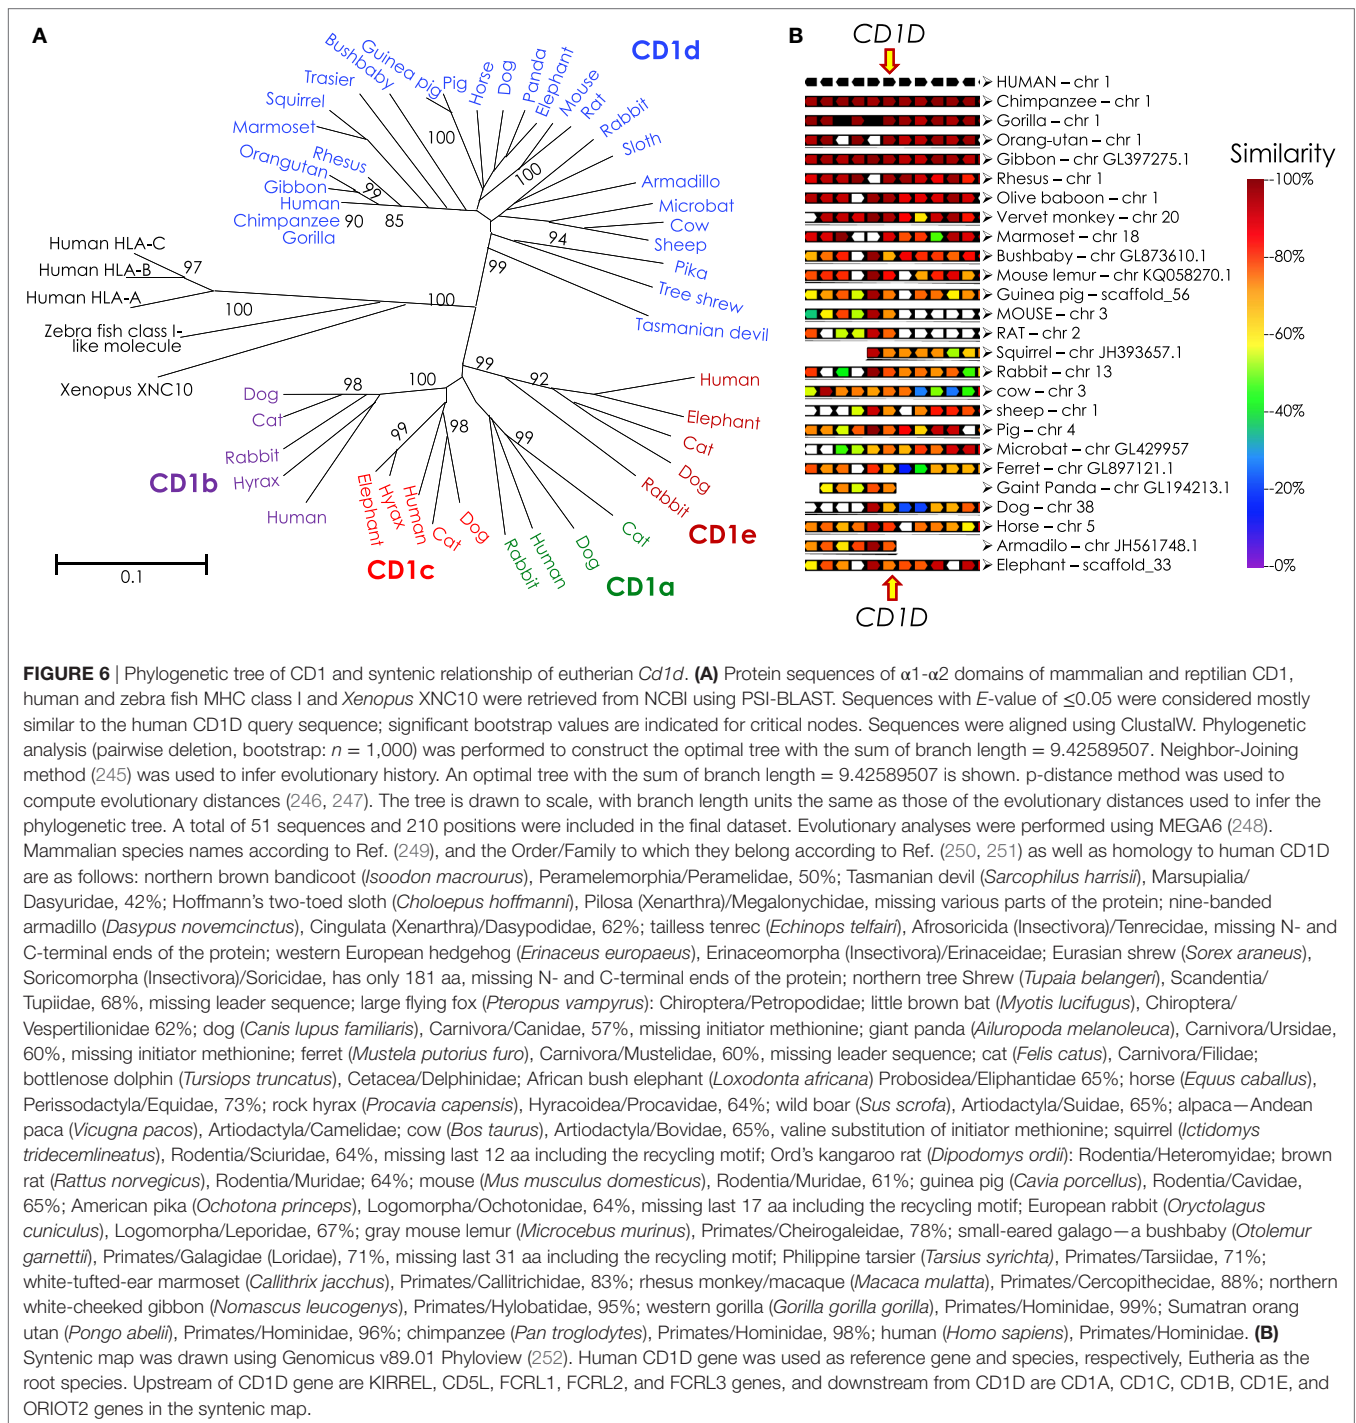 A
CD1d
Guinea pig
Bushbaby
Trasier
Squirrel
Marmoset
Pig
Horse
Dog
Panda
Elephant
Mouse
Rat
Rabbit
Sloth
Armadillo
Microbat
Cow
Sheep
Pika
Tree shrew
Tasmanian devil
Orangutan
Rhesus
Gibbon
Human
Chimpanzee
Gorilla
100
99
90
85
100
94
99
Human HLA-C
Human HLA-B
Human HLA-A
97
100
100
Zebra fish class I-
like molecule
Xenopus XNC10
Dog
Cat
Rabbit
Hyrax
Human
CD1b
98
100
99
98
99
99
92
Elephant
Hyrax
Human
Cat
Dog
CD1c
Rabbit
Human
Dog
Cat
CD1a
Human
Elephant
Cat
Dog
Rabbit
CD1e
0.1
B
CD1D
HUMAN – chr 1
Chimpanzee – chr 1
Gorilla – chr 1
Orang-utan – chr 1
Gibbon – chr GL397275.1
Rhesus – chr 1
Olive baboon – chr 1
Vervet monkey – chr 20
Marmoset – chr 18
Bushbaby – chr GL873610.1
Mouse lemur – chr KQ058270.1
Guinea pig – scaffold_56
MOUSE – chr 3
RAT – chr 2
Squirrel – chr JH393657.1
Rabbit – chr 13
cow – chr 3
sheep – chr 1
Pig – chr 4
Microbat – chr GL429957
Ferret – chr GL897121.1
Gaint Panda – chr GL194213.1
Dog – chr 38
Horse – chr 5
Armadilo – chr JH561748.1
Elephant – scaffold_33
CD1D
Similarity
100%
80%
60%
40%
20%
0%
FIGURE 6 | Phylogenetic tree of CD1 and syntenic relationship of eutherian Cd1d. (A) Protein sequences of α1-α2 domains of mammalian and reptilian CD1,
human and zebra fish MHC class I and Xenopus XNC10 were retrieved from NCBI using PSI-BLAST. Sequences with E-value of ≤0.05 were considered mostly
similar to the human CD1D query sequence; significant bootstrap values are indicated for critical nodes. Sequences were aligned using ClustalW. Phylogenetic
analysis (pairwise deletion, bootstrap: n = 1,000) was performed to construct the optimal tree with the sum of branch length = 9.42589507. Neighbor-Joining
method (245) was used to infer evolutionary history. An optimal tree with the sum of branch length = 9.42589507 is shown. p-distance method was used to
compute evolutionary distances (246, 247). The tree is drawn to scale, with branch length units the same as those of the evolutionary distances used to infer the
phylogenetic tree. A total of 51 sequences and 210 positions were included in the final dataset. Evolutionary analyses were performed using MEGA6 (248).
Mammalian species names according to Ref. (249), and the Order/Family to which they belong according to Ref. (250, 251) as well as homology to human CD1D
are as follows: northern brown bandicoot (Isoodon macrourus), Peramelemorphia/Peramelidae, 50%; Tasmanian devil (Sarcophilus harrisii), Marsupialia/
Dasyuridae, 42%; Hoffmann's two-toed sloth (Choloepus hoffmanni), Pilosa (Xenarthra)/Megalonychidae, missing various parts of the protein; nine-banded
armadillo (Dasypus novemcinctus), Cingulata (Xenarthra)/Dasypodidae, 62%; tailless tenrec (Echinops telfairi), Afrosoricida (Insectivora)/Tenrecidae, missing N- and
C-terminal ends of the protein; western European hedgehog (Erinaceus europaeus), Erinaceomorpha (Insectivora)/Erinaceidae; Eurasian shrew (Sorex araneus),
Soricomorpha (Insectivora)/Soricidae, has only 181 aa, missing N- and C-terminal ends of the protein; northern tree Shrew (Tupaia belangeri), Scandentia/
Tupiidae, 68%, missing leader sequence; large flying fox (Pteropus vampyrus): Chiroptera/Petropodidae; little brown bat (Myotis lucifugus), Chiroptera/
Vespertilionidae 62%; dog (Canis lupus familiaris), Carnivora/Canidae, 57%, missing initiator methionine; giant panda (Ailuropoda melanoleuca), Carnivora/Ursidae,
60%, missing initiator methionine; ferret (Mustela putorius furo), Carnivora/Mustelidae, 60%, missing leader sequence; cat (Felis catus), Carnivora/Filidae;
bottlenose dolphin (Tursiops truncatus), Cetacea/Delphinidae; African bush elephant (Loxodonta africana) Probosidea/Eliphantidae 65%; horse (Equus caballus),
Perissodactyla/Equidae, 73%; rock hyrax (Procavia capensis), Hyracoidea/Procavidae, 64%; wild boar (Sus scrofa), Artiodactyla/Suidae, 65%; alpaca—Andean
paca (Vicugna pacos), Artiodactyla/Camelidae; cow (Bos taurus), Artiodactyla/Bovidae, 65%, valine substitution of initiator methionine; squirrel (Ictidomys
tridecemlineatus), Rodentia/Sciuridae, 64%, missing last 12 aa including the recycling motif; Ord's kangaroo rat (Dipodomys ordii): Rodentia/Heteromyidae; brown
rat (Rattus norvegicus), Rodentia/Muridae; 64%; mouse (Mus musculus domesticus), Rodentia/Muridae, 61%; guinea pig (Cavia porcellus), Rodentia/Cavidae,
65%; American pika (Ochotona princeps), Logomorpha/Ochotonidae, 64%, missing last 17 aa including the recycling motif; European rabbit (Oryctolagus
cuniculus), Logomorpha/Leporidae, 67%; gray mouse lemur (Microcebus murinus), Primates/Cheirogaleidae, 78%; small-eared galago—a bushbaby (Otolemur
garnettii), Primates/Galagidae (Loridae), 71%, missing last 31 aa including the recycling motif; Philippine tarsier (Tarsius syrichta), Primates/Tarsiidae, 71%;
white-tufted-ear marmoset (Callithrix jacchus), Primates/Callitrichidae, 83%; rhesus monkey/macaque (Macaca mulatta), Primates/Cercopithecidae, 88%; northern
white-cheeked gibbon (Nomascus leucogenys), Primates/Hylobatidae, 95%; western gorilla (Gorilla gorilla gorilla), Primates/Hominidae, 99%; Sumatran orang
utan (Pongo abelii), Primates/Hominidae, 96%; chimpanzee (Pan troglodytes), Primates/Hominidae, 98%; human (Homo sapiens), Primates/Hominidae. (B)
Syntenic map was drawn using Genomicus v89.01 Phyloview (252). Human CD1D gene was used as reference gene and species, respectively, Eutheria as the
root species. Upstream of CD1D gene are KIRREL, CD5L, FCRL1, FCRL2, and FCRL3 genes, and downstream from CD1D are CD1A, CD1C, CD1B, CD1E, and
ORIOT2 genes in the syntenic map.